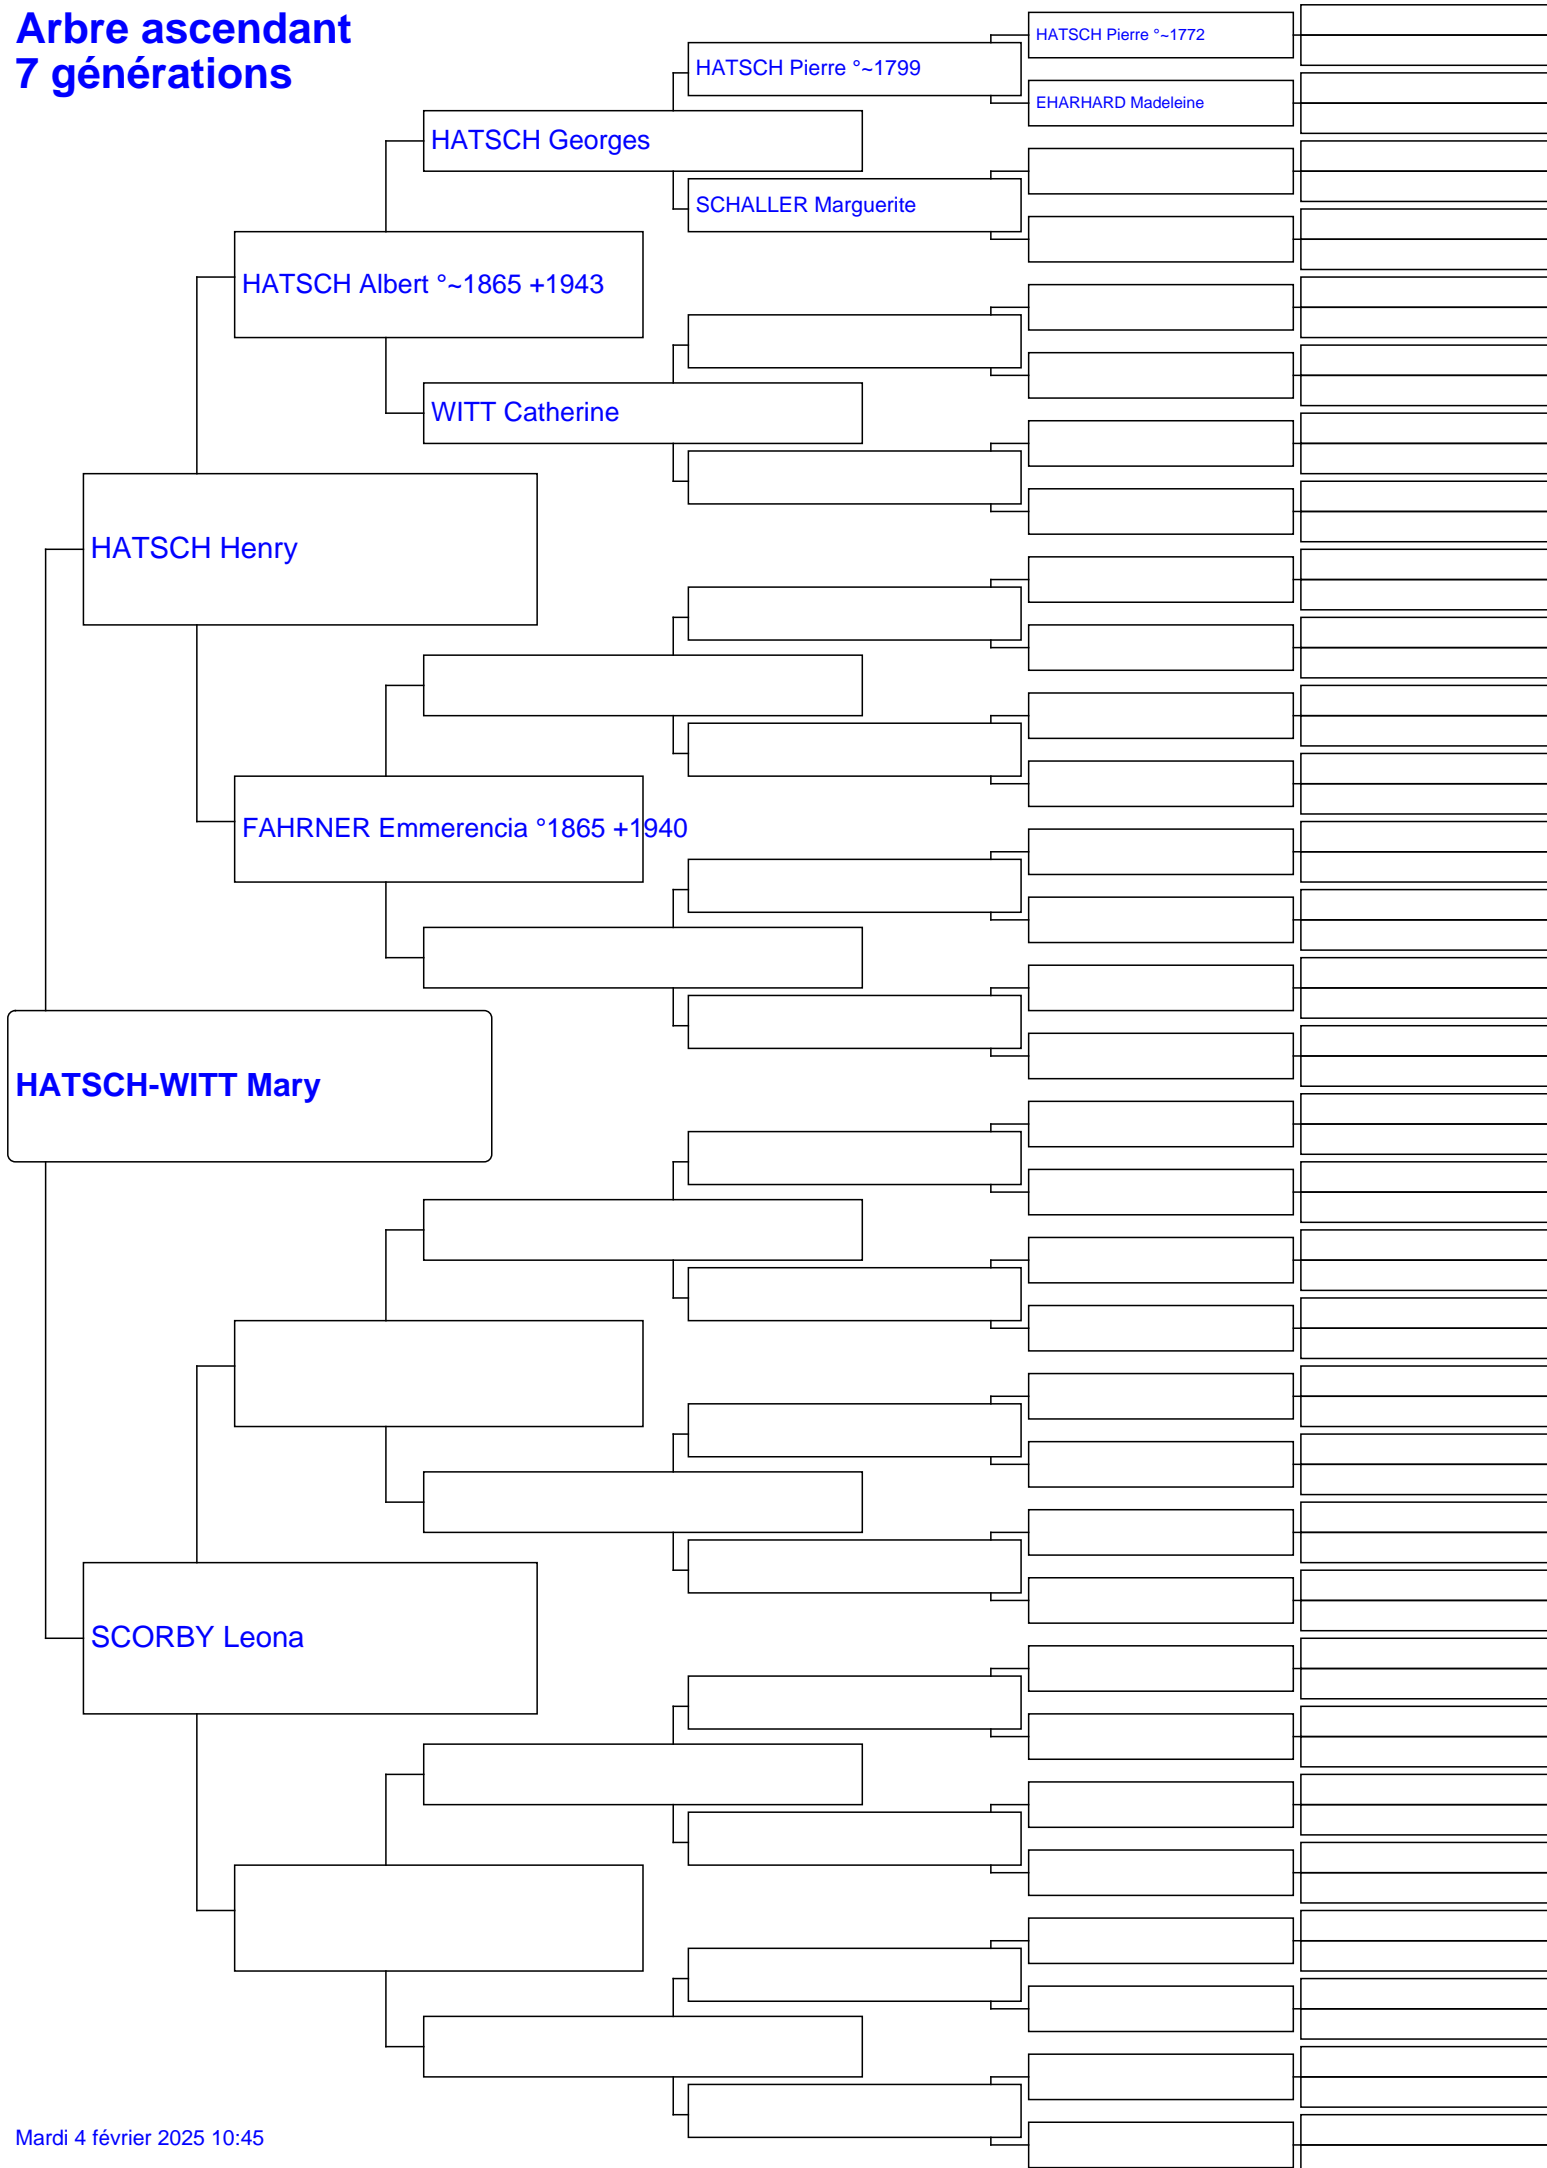 Arbre ascendant
7 générations
HATSCH Pierre °~1772
HATSCH Pierre °~1799
EHARHARD Madeleine
HATSCH Georges
SCHALLER Marguerite
HATSCH Albert °~1865 +1943
WITT Catherine
HATSCH Henry
FAHRNER Emmerencia °1865 +1940
HATSCH-WITT Mary
SCORBY Leona
Mardi 4 février 2025 10:45